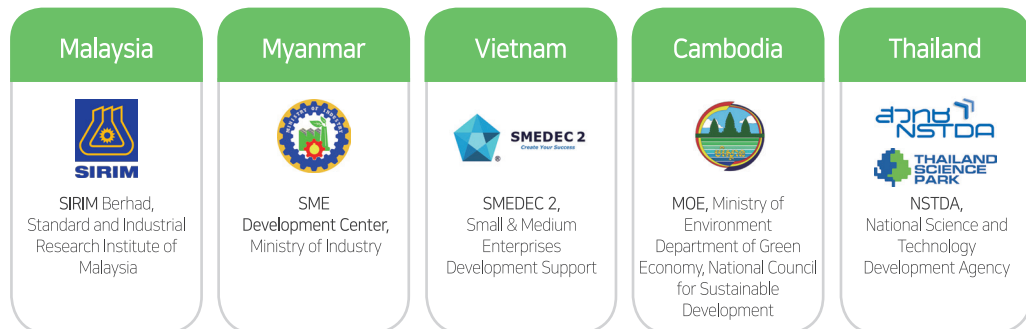 Malaysia
SIRIM
SIRIM Berhad,
Standard and Industrial
Research Institute of
Malaysia
Myanmar
MINISTRY OF INDUSTRY
SME
Development Center,
Ministry of Industry
Vietnam
SMEDEC 2
Create Your Success
®
SMEDEC 2,
Small & Medium
Enterprises
Development Support
Cambodia
MOE, Ministry of
Environment
Department of Green
Economy, National Council
for Sustainable
Development
Thailand
สวทช
NSTDA
THAILAND
SCIENCE
PARK
NSTDA,
National Science and
Technology
Development Agency